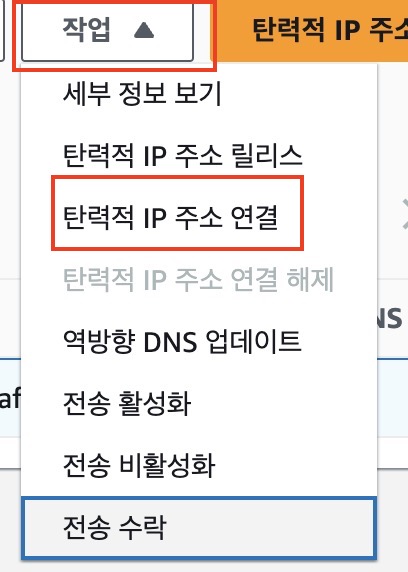 작업 ▲
탄력적 IP 주소
세부 정보 보기
탄력적 IP 주소 릴리스
탄력적 IP 주소 연결
탄력적 IP 주소 연결 해제
역방향 DNS 업데이트
전송 활성화
전송 비활성화
전송 수락